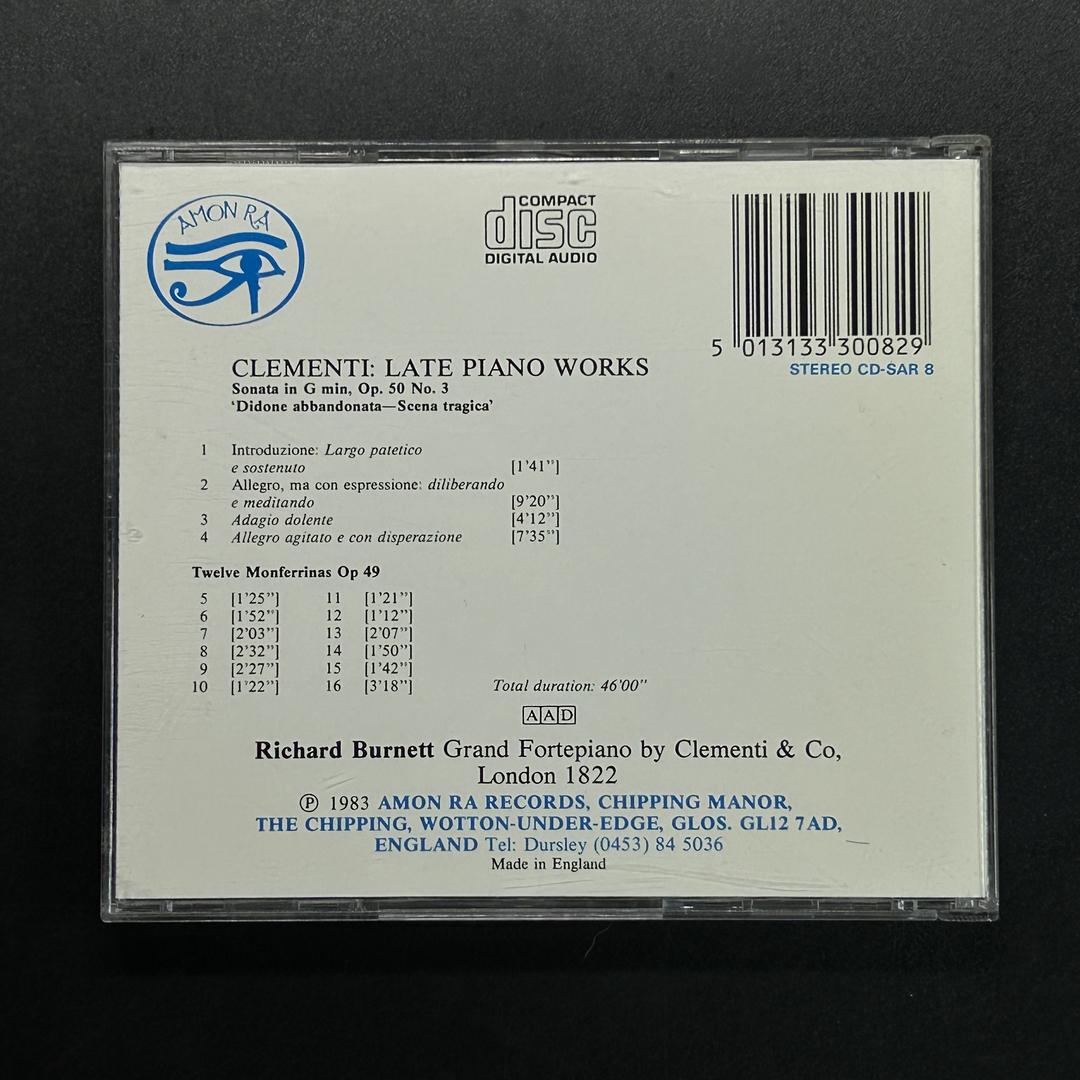 AMON RA
COMPACT
disc
DIGITAL AUDIO
5 013133 300829
STEREO CD-SAR 8
CLEMENTI: LATE PIANO WORKS
Sonata in G min, Op. 50 No. 3
‘Didone abbandonata—Scena tragica’
1 Introduzione: Largo patetico
e sostenuto [1’41”]
2 Allegro, ma con espressione: diliberando
e meditando [9’20”]
3 Adagio dolente [4’12”]
4 Allegro agitato e con disperazione [7’35”]
Twelve Monferrinas Op 49
5 [1’25”] 11 [1’21”]
6 [1’52”] 12 [1’12”]
7 [2’03”] 13 [2’07”]
8 [2’32”] 14 [1’50”]
9 [2’27”] 15 [1’42”]
10 [1’22”] 16 [3’18”] Total duration: 46’00”
AAD
Richard Burnett Grand Fortepiano by Clementi & Co,
London 1822
℗ 1983 AMON RA RECORDS, CHIPPING MANOR,
THE CHIPPING, WOTTON-UNDER-EDGE, GLOS. GL12 7AD,
ENGLAND Tel: Dursley (0453) 84 5036
Made in England